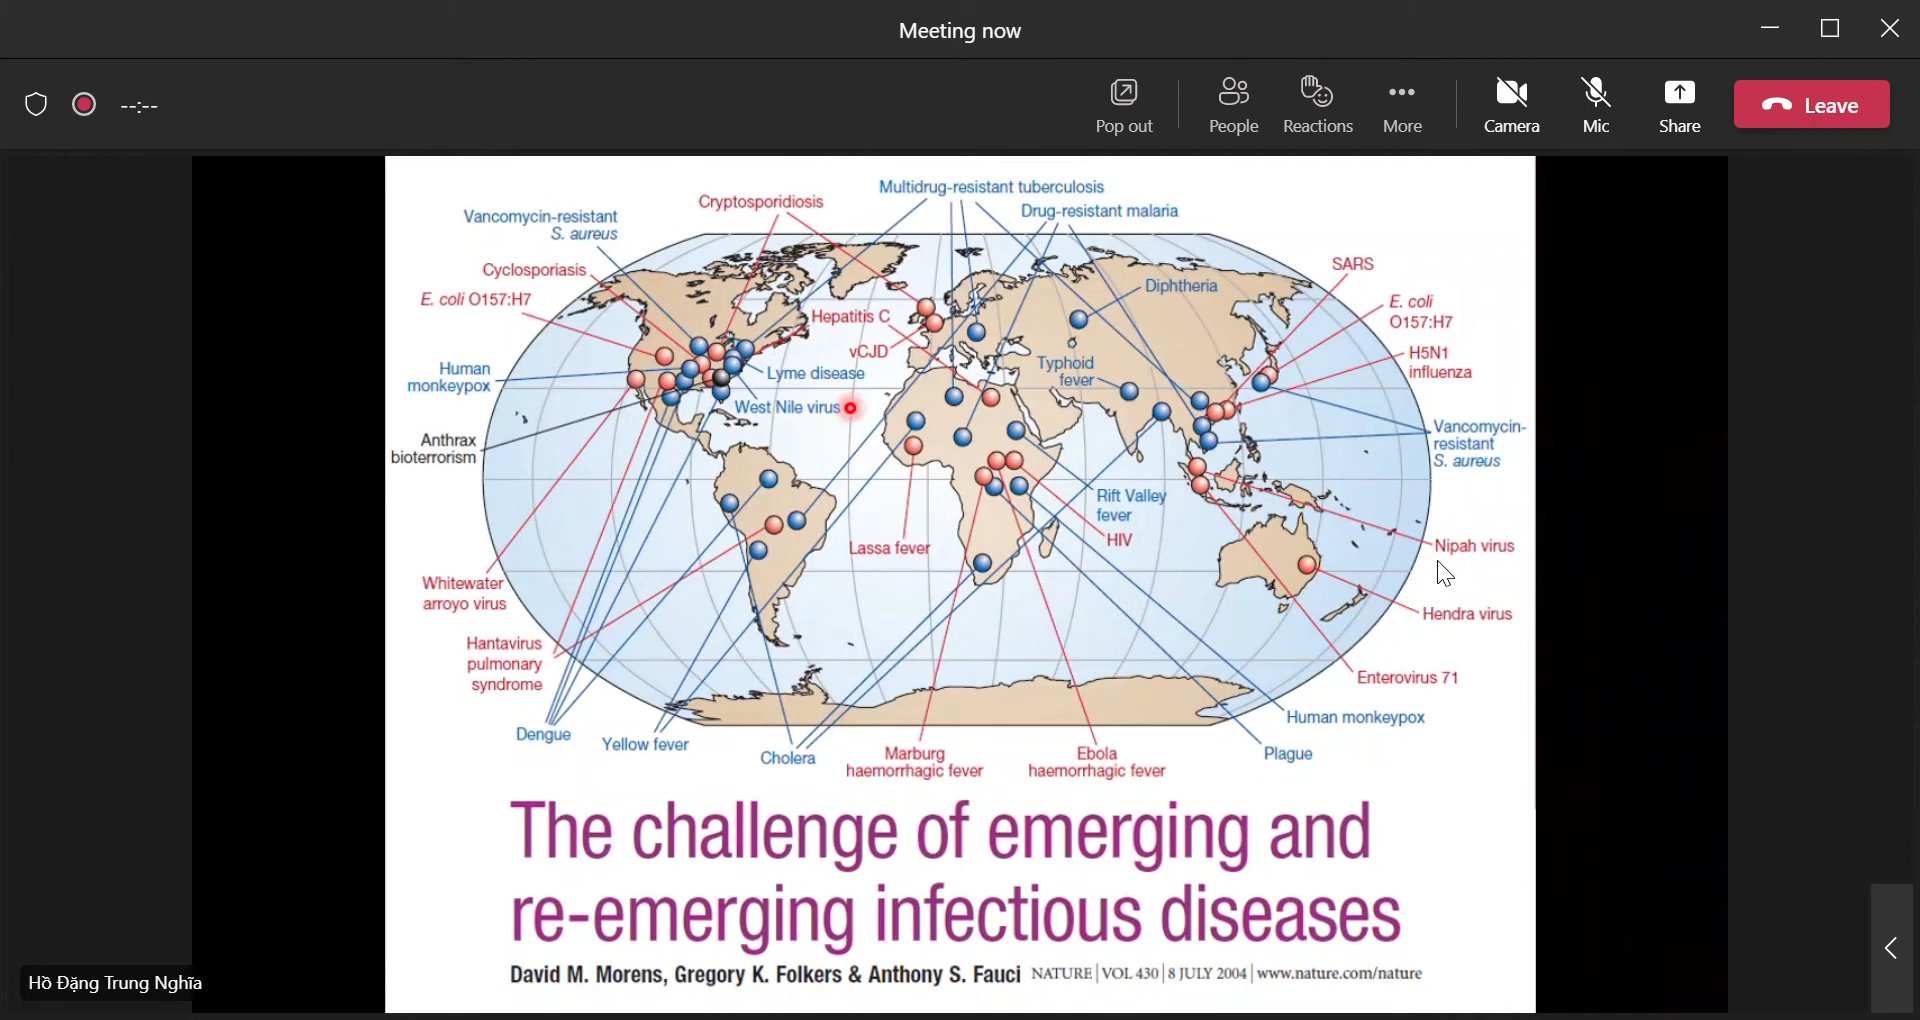 Meeting now
--:--
Pop out
People
Reactions
More
Camera
Mic
Share
Leave
Multidrug-resistant tuberculosis
Cryptosporidiosis
Drug-resistant malaria
Vancomycin-resistant
S. aureus
Cyclosporiasis
SARS
E. coli O157:H7
Diphtheria
E. coli
O157:H7
Hepatitis C
vCJD
H5N1
influenza
Human
monkeypox
Lyme disease
Typhoid
fever
West Nile virus
Anthrax
bioterrorism
Vancomycin-
resistant
S. aureus
Rift Valley
fever
HIV
Lassa fever
Nipah virus
Whitewater
arroyo virus
Hendra virus
Hantavirus
pulmonary
syndrome
Enterovirus 71
Human monkeypox
Dengue
Yellow fever
Cholera
Marburg
haemorrhagic fever
Ebola
haemorrhagic fever
Plague
The challenge of emerging and
re-emerging infectious diseases
David M. Morens, Gregory K. Folkers & Anthony S. Fauci NATURE | VOL 430 | 8 JULY 2004 | www.nature.com/nature
Hồ Đặng Trung Nghĩa